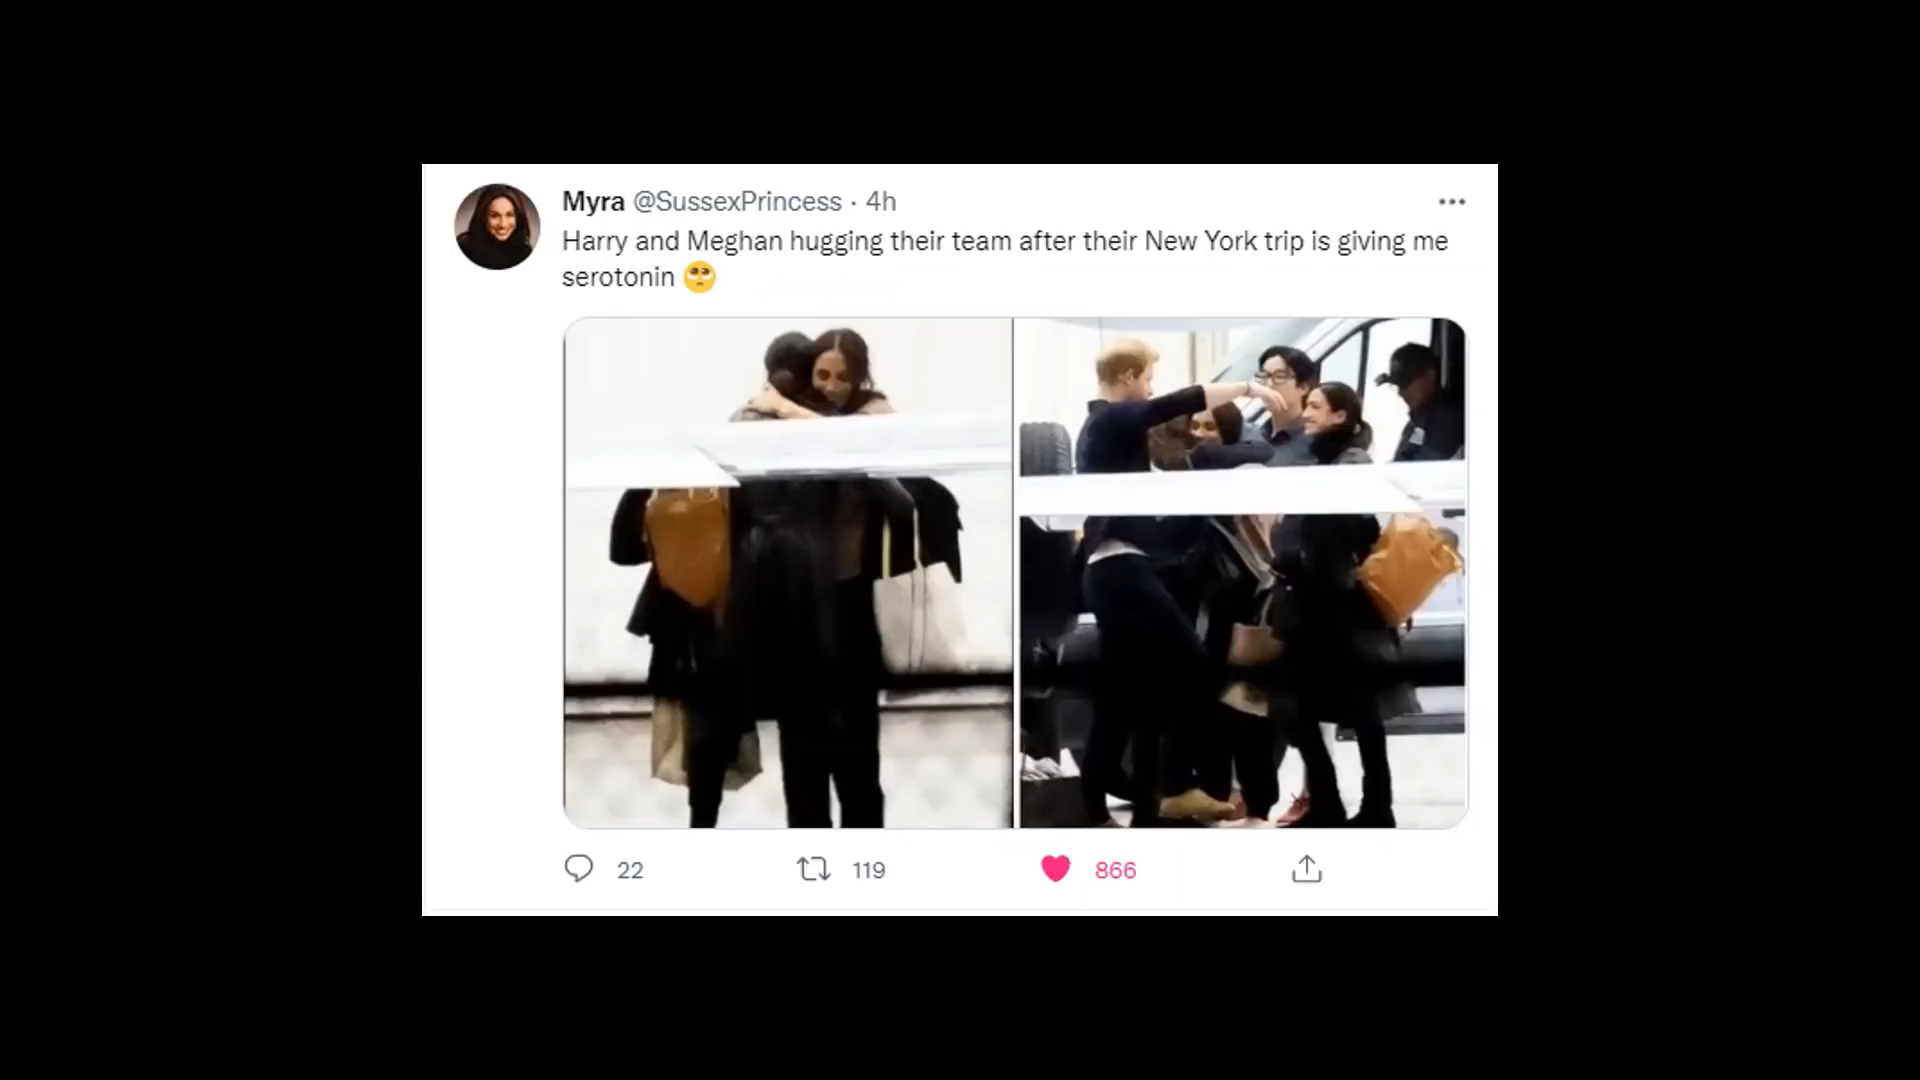 Myra @SussexPrincess · 4h
Harry and Meghan hugging their team after their New York trip is giving me
serotonin 🥺
22 119 866